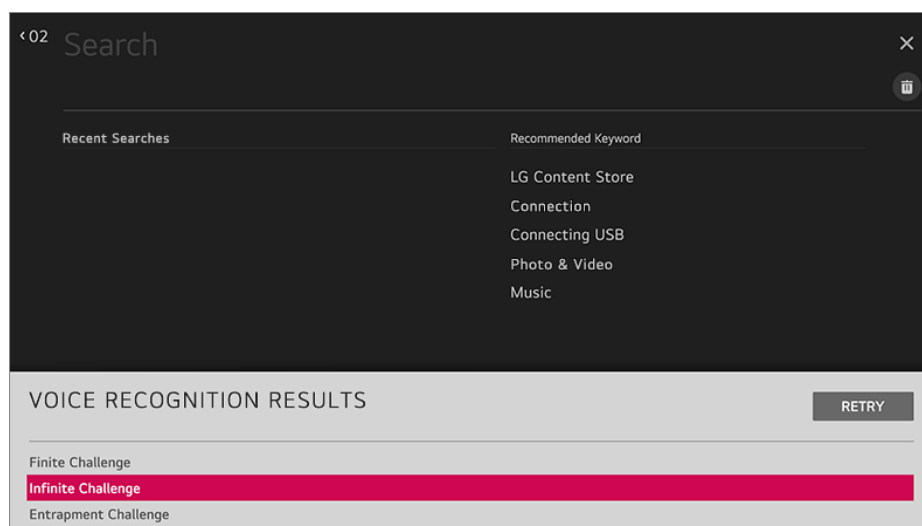 ‹ 02
Search
Recent Searches
Recommended Keyword
LG Content Store
Connection
Connecting USB
Photo & Video
Music
VOICE RECOGNITION RESULTS
RETRY
Finite Challenge
Infinite Challenge
Entrapment Challenge